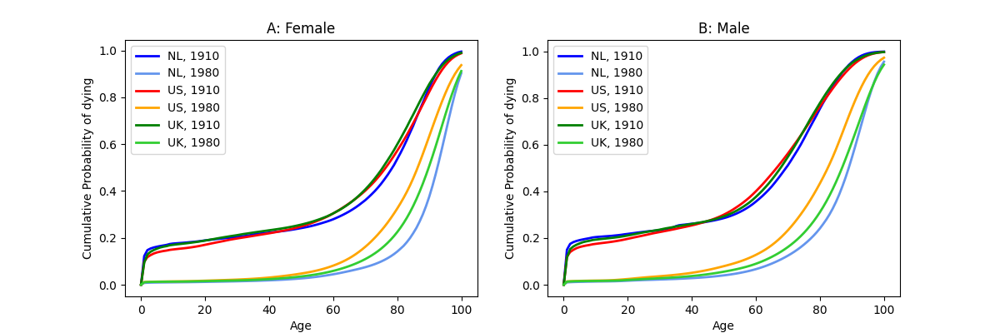 A: Female
Cumulative Probability of dying
1.0
0.8
0.6
0.4
0.2
0.0
NL, 1910
NL, 1980
US, 1910
US, 1980
UK, 1910
UK, 1980
0 20 40 60 80 100
Age
B: Male
Cumulative Probability of dying
1.0
0.8
0.6
0.4
0.2
0.0
NL, 1910
NL, 1980
US, 1910
US, 1980
UK, 1910
UK, 1980
0 20 40 60 80 100
Age